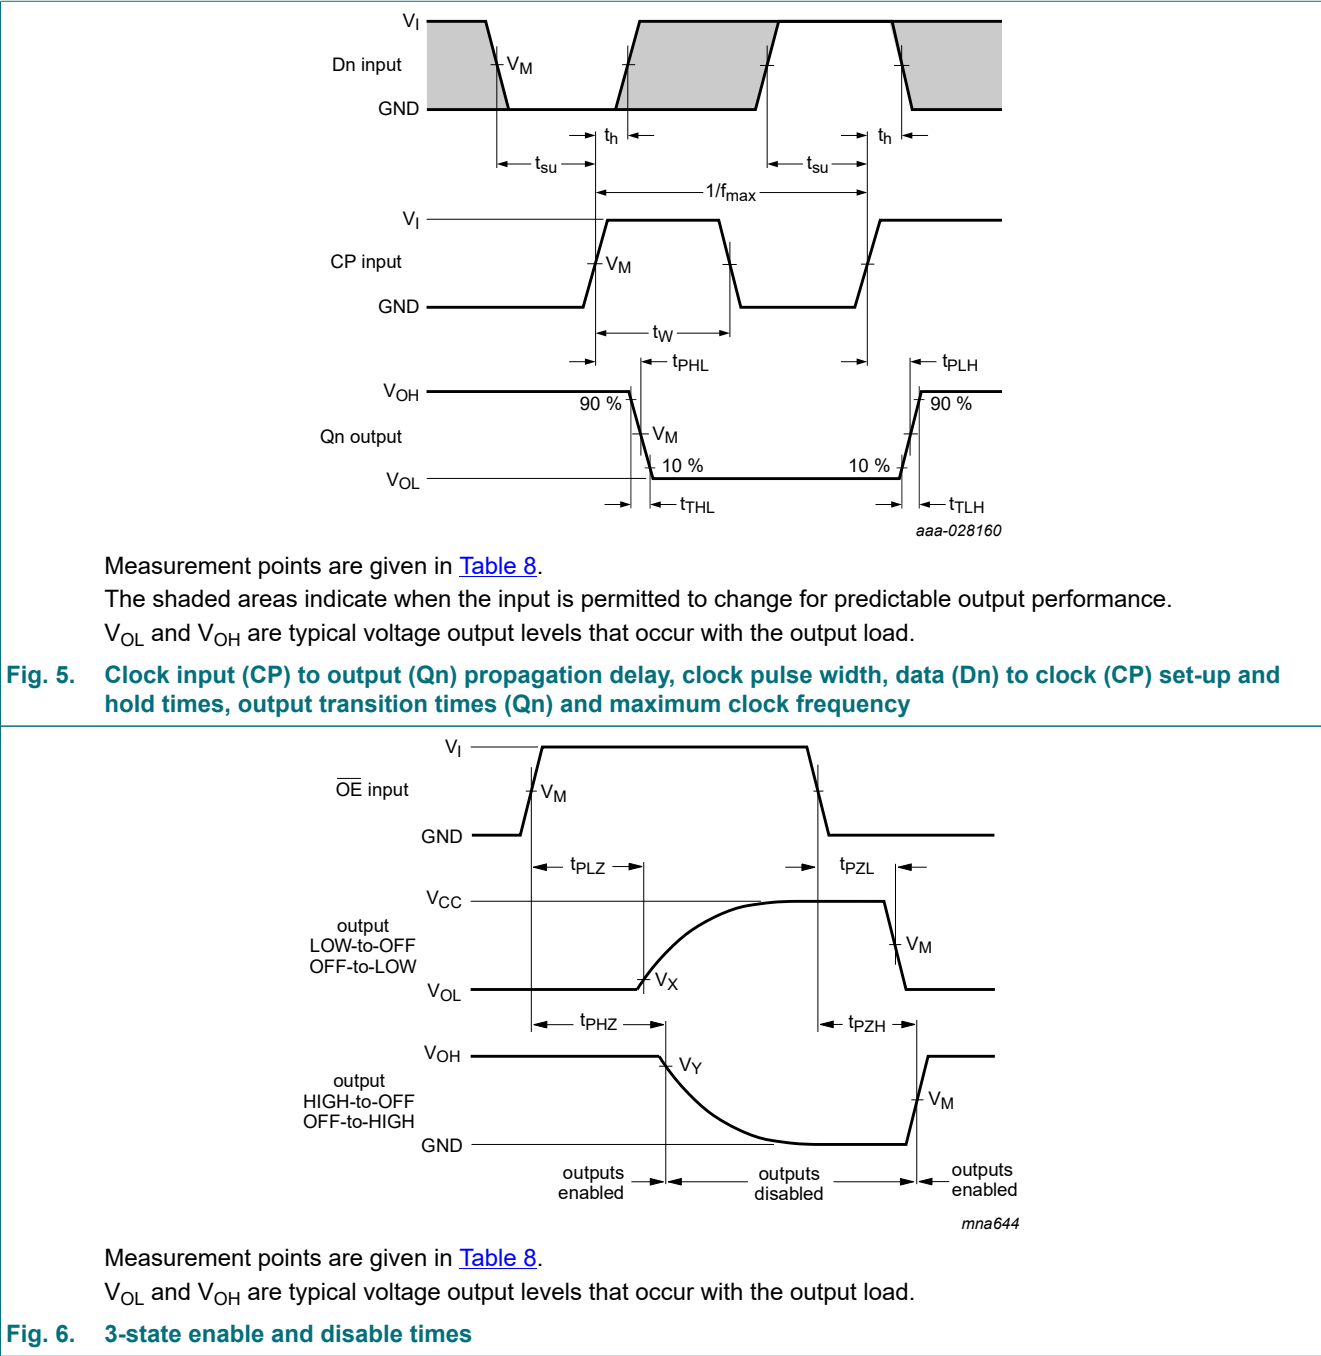 VI
Dn input
VM
GND
th
th
tsu
tsu
1/fmax
VI
CP input
VM
GND
tW
tPHL
tPLH
VOH
90 %
90 %
Qn output
VM
10 %
10 %
VOL
tTHL
tTLH
aaa-028160
Measurement points are given in Table 8.
The shaded areas indicate when the input is permitted to change for predictable output performance.
VOL and VOH are typical voltage output levels that occur with the output load.
Fig. 5. Clock input (CP) to output (Qn) propagation delay, clock pulse width, data (Dn) to clock (CP) set-up and
hold times, output transition times (Qn) and maximum clock frequency
VI
OE input
VM
GND
tPLZ
tPZL
VCC
output
LOW-to-OFF
OFF-to-LOW
VM
VX
VOL
tPHZ
tPZH
VOH
VY
output
HIGH-to-OFF
OFF-to-HIGH
VM
GND
outputs
enabled
outputs
disabled
outputs
enabled
mna644
Measurement points are given in Table 8.
VOL and VOH are typical voltage output levels that occur with the output load.
Fig. 6. 3-state enable and disable times